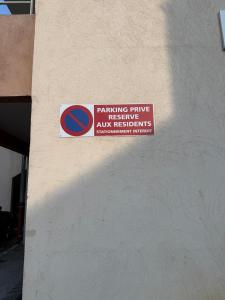 PARKING PRIVE
RESERVE
AUX RESIDENTS
STATIONNEMENT INTERDIT